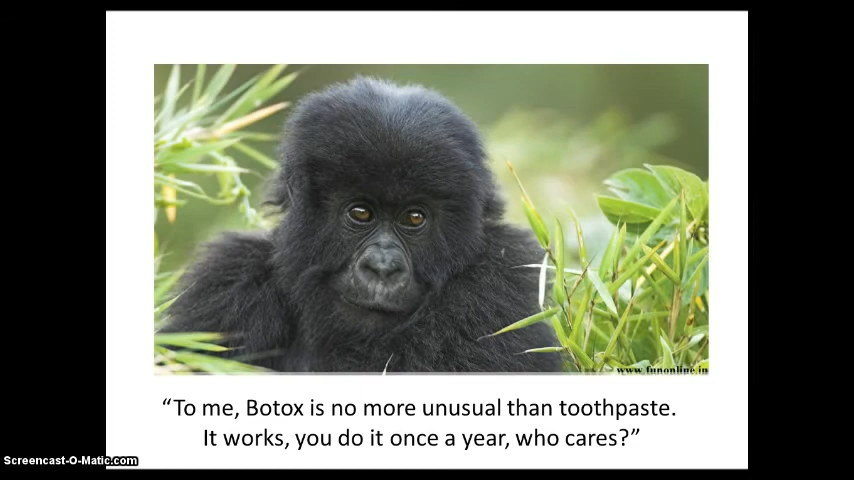 www.funonline.in
“To me, Botox is no more unusual than toothpaste.
It works, you do it once a year, who cares?”
Screencast-O-Matic.com